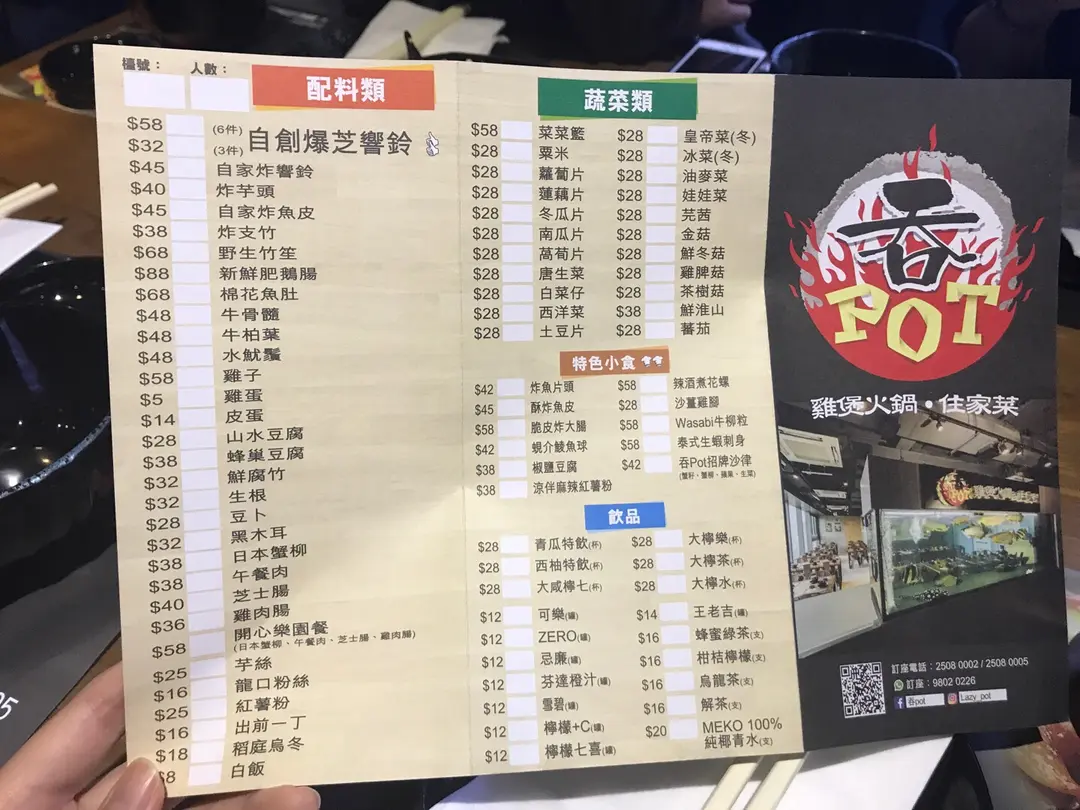 檯號：
人數：
配料類
$58 (6件) 自創爆芝響鈴
$32 (3件)
$45 自家炸響鈴
$40 炸芋頭
$45 自家炸魚皮
$38 炸支竹
$68 野生竹笙
$88 新鮮肥鵝腸
$68 棉花魚肚
$48 牛骨髓
$48 牛柏葉
$48 水魷鬚
$58 雞子
$5 雞蛋
$14 皮蛋
$28 山水豆腐
$38 蜂巢豆腐
$32 鮮腐竹
$32 生根
$28 豆卜
$32 黑木耳
$38 日本蟹柳
$38 午餐肉
$40 芝士腸
$36 雞肉腸
$58 開心樂園餐
(日本蟹柳、午餐肉、芝士腸、雞肉腸)
$25 芋絲
$16 龍口粉絲
$25 紅薯粉
$16 出前一丁
$18 稻庭烏冬
$8 白飯
蔬菜類
$58 菜菜籃
$28 粟米
$28 蘿蔔片
$28 蓮藕片
$28 冬瓜片
$28 南瓜片
$28 萵筍片
$28 唐生菜
$28 白菜仔
$28 西洋菜
$28 土豆片
$28 皇帝菜(冬)
$28 冰菜(冬)
$28 油麥菜
$28 娃娃菜
$28 芫茜
$28 金菇
$28 鮮冬菇
$28 雞脾菇
$28 茶樹菇
$38 鮮淮山
$28 蕃茄
特色小食
$42 炸魚片頭
$45 酥炸魚皮
$58 脆皮炸大腸
$42 蜆介鯪魚球
$38 椒鹽豆腐
$38 涼伴麻辣紅薯粉
$58 辣酒煮花螺
$28 沙薑雞腳
$58 Wasabi牛柳粒
$58 泰式生蝦刺身
$42 吞Pot招牌沙律
(蟹籽、蟹柳、蘋果、生菜)
飲品
$28 青瓜特飲(杯)
$28 西柚特飲(杯)
$28 大咸檸七(杯)
$28 大檸樂(杯)
$28 大檸茶(杯)
$28 大檸水(杯)
$12 可樂(罐)
$12 ZERO(罐)
$12 忌廉(罐)
$12 芬達橙汁(罐)
$12 雪碧(罐)
$12 檸檬+C(罐)
$12 檸檬七喜(罐)
$14 王老吉(罐)
$16 蜂蜜綠茶(支)
$16 柑桔檸檬(支)
$16 烏龍茶(支)
$16 解茶(支)
$20 MEKO 100%
純椰青水(支)
吞
POT
雞煲火鍋・住家菜
訂座電話：2508 0002 / 2508 0005
訂座：9802 0226
吞pot
Lazy_pot